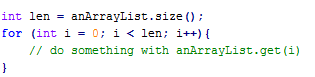 int len = anArrayList.size();
for (int i = 0; i < len; i++){
    // do something with anArrayList.get(i)
}